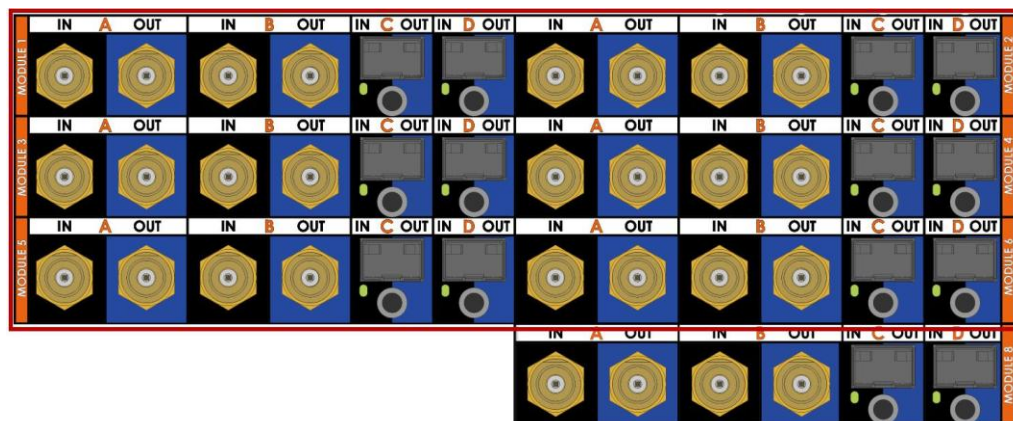 IN A OUT IN B OUT IN C OUT IN D OUT IN A OUT IN B OUT IN C OUT IN D OUT
MODULE 1
MODULE 2
IN A OUT IN B OUT IN C OUT IN D OUT IN A OUT IN B OUT IN C OUT IN D OUT
MODULE 3
MODULE 4
IN A OUT IN B OUT IN C OUT IN D OUT IN A OUT IN B OUT IN C OUT IN D OUT
MODULE 5
MODULE 6
IN A OUT IN B OUT IN C OUT IN D OUT
MODULE 8